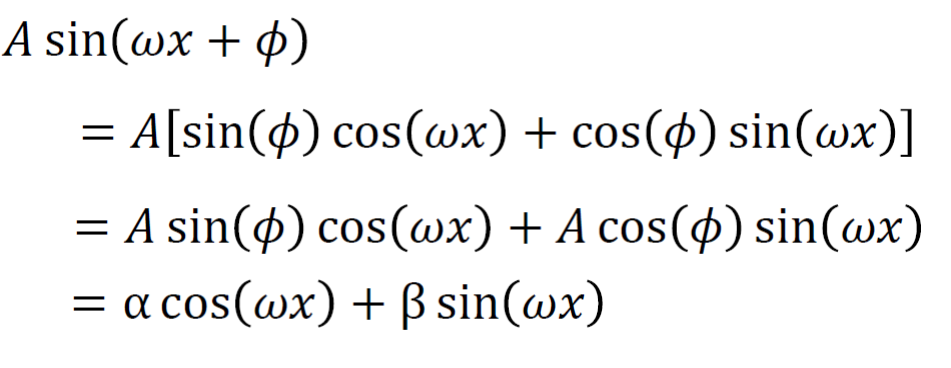 A sin(ωx + ϕ)
= A[sin(ϕ) cos(ωx) + cos(ϕ) sin(ωx)]
= A sin(ϕ) cos(ωx) + A cos(ϕ) sin(ωx)
= α cos(ωx) + β sin(ωx)